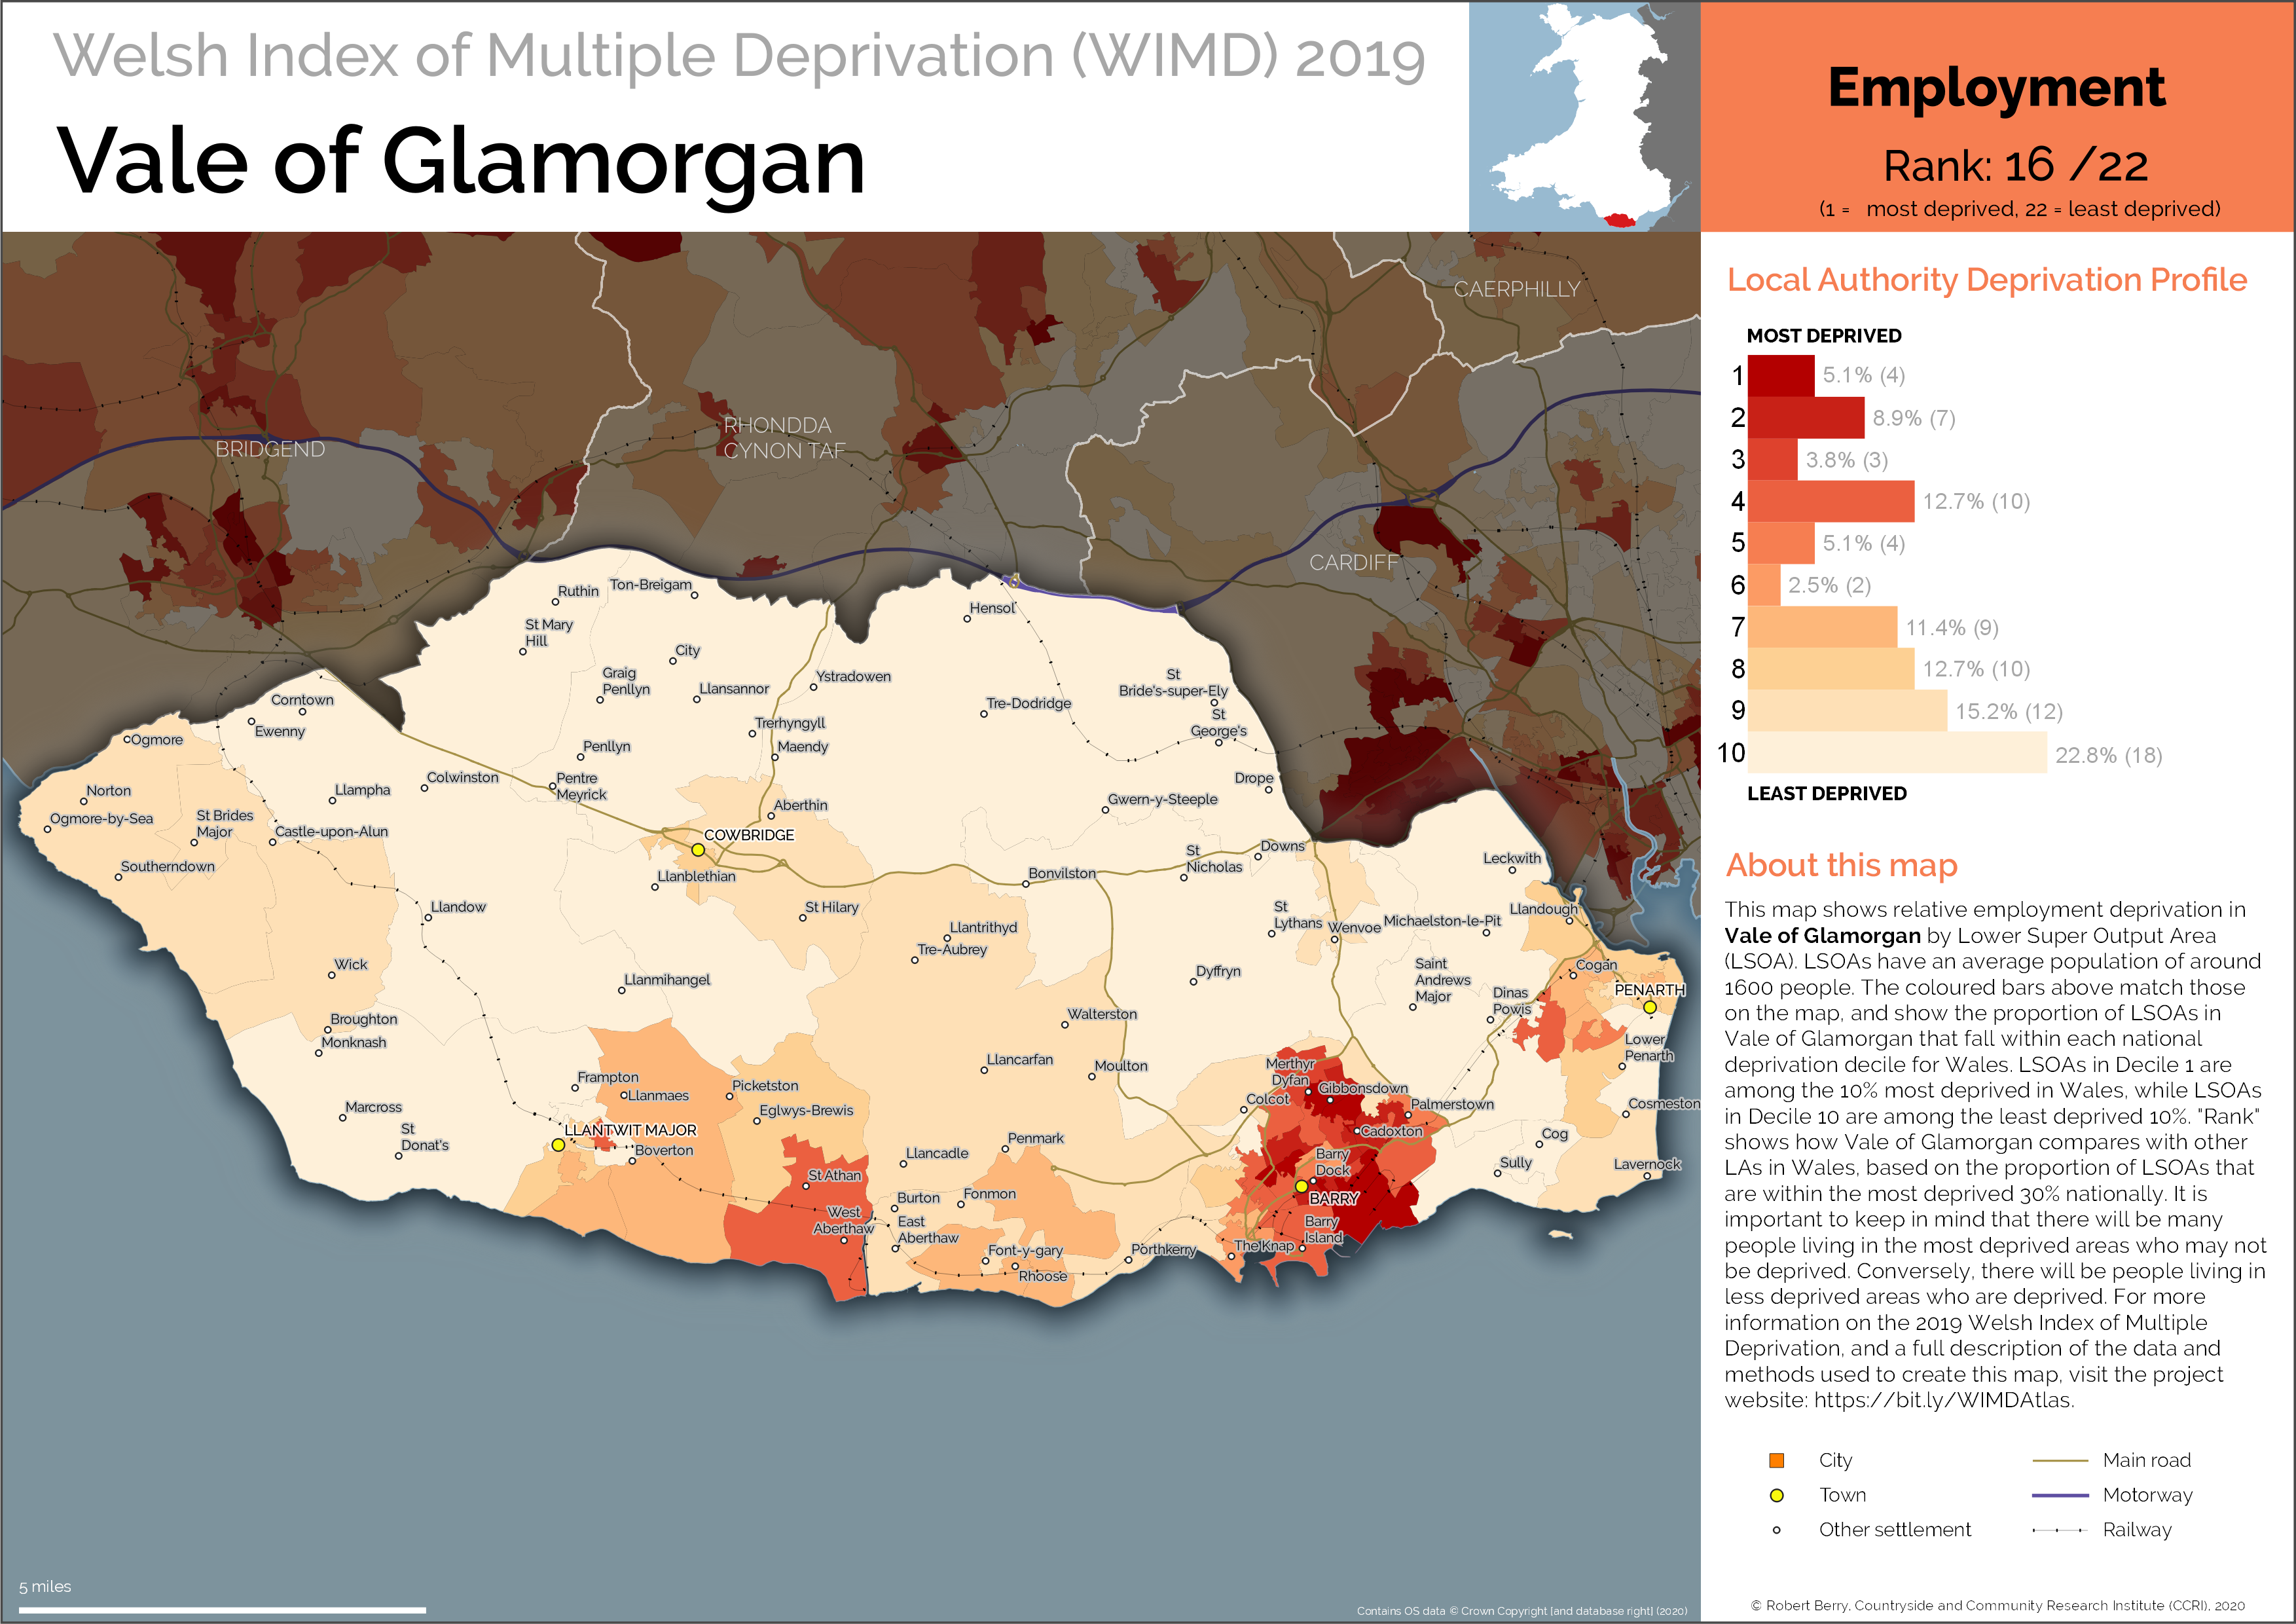 Welsh Index of Multiple Deprivation (WIMD) 2019
Vale of Glamorgan
Employment
Rank: 16 /22
(1 = most deprived, 22 = least deprived)
Local Authority Deprivation Profile
MOST DEPRIVED
1 5.1% (4)
2 8.9% (7)
3 3.8% (3)
4 12.7% (10)
5 5.1% (4)
6 2.5% (2)
7 11.4% (9)
8 12.7% (10)
9 15.2% (12)
10 22.8% (18)
LEAST DEPRIVED
About this map
This map shows relative employment deprivation in
Vale of Glamorgan by Lower Super Output Area
(LSOA). LSOAs have an average population of around
1600 people. The coloured bars above match those
on the map, and show the proportion of LSOAs in
Vale of Glamorgan that fall within each national
deprivation decile for Wales. LSOAs in Decile 1 are
among the 10% most deprived in Wales, while LSOAs
in Decile 10 are among the least deprived 10%. "Rank"
shows how Vale of Glamorgan compares with other
LAs in Wales, based on the proportion of LSOAs that
are within the most deprived 30% nationally. It is
important to keep in mind that there will be many
people living in the most deprived areas who may not
be deprived. Conversely, there will be people living in
less deprived areas who are deprived. For more
information on the 2019 Welsh Index of Multiple
Deprivation, and a full description of the data and
methods used to create this map, visit the project
website: https://bit.ly/WIMDAtlas.
City
Town
Other settlement
Main road
Motorway
Railway
© Robert Berry, Countryside and Community Research Institute (CCRI), 2020
CAERPHILLY
RHONDDA
CYNON TAF
BRIDGEND
CARDIFF
Ruthin
Ton-Breigam
Hensol
St Mary
Hill
City
Graig
Penllyn
Llansannor
Ystradowen
St
Bride's-super-Ely
Tre-Dodridge
St
George's
Corntown
Ewenny
Ogmore
Trerhyngyll
Maendy
Penllyn
Colwinston
Pentre
Meyrick
Drope
Llampha
Norton
Ogmore-by-Sea
St Brides
Major
Castle-upon-Alun
Gwern-y-Steeple
Aberthin
COWBRIDGE
Southerndown
Llanblethian
Bonvilston
St
Nicholas
Downs
Leckwith
Llandow
St Hilary
Llantrithyd
Tre-Aubrey
St
Lythans
Wenvoe
Michaelston-le-Pit
Llandough
Wick
Llanmihangel
Dyffryn
Saint
Andrews
Major
Cogan
Dinas
Powis
PENARTH
Broughton
Monknash
Walterston
Lower
Penarth
Llancarfan
Moulton
Merthyr
Dyfan
Gibbonsdown
Frampton
Llanmaes
Picketston
Colcot
Palmerstown
Cosmeston
Marcross
Eglwys-Brewis
St
Donat's
LLANTWIT MAJOR
Boverton
Cadoxton
Cog
Penmark
Llancadle
Barry
Dock
Sully
Lavernock
St Athan
Burton
Fonmon
BARRY
West
Aberthaw
East
Aberthaw
Barry
Island
Font-y-gary
Rhoose
Porthkerry
The Knap
5 miles
Contains OS data © Crown Copyright [and database right] (2020)